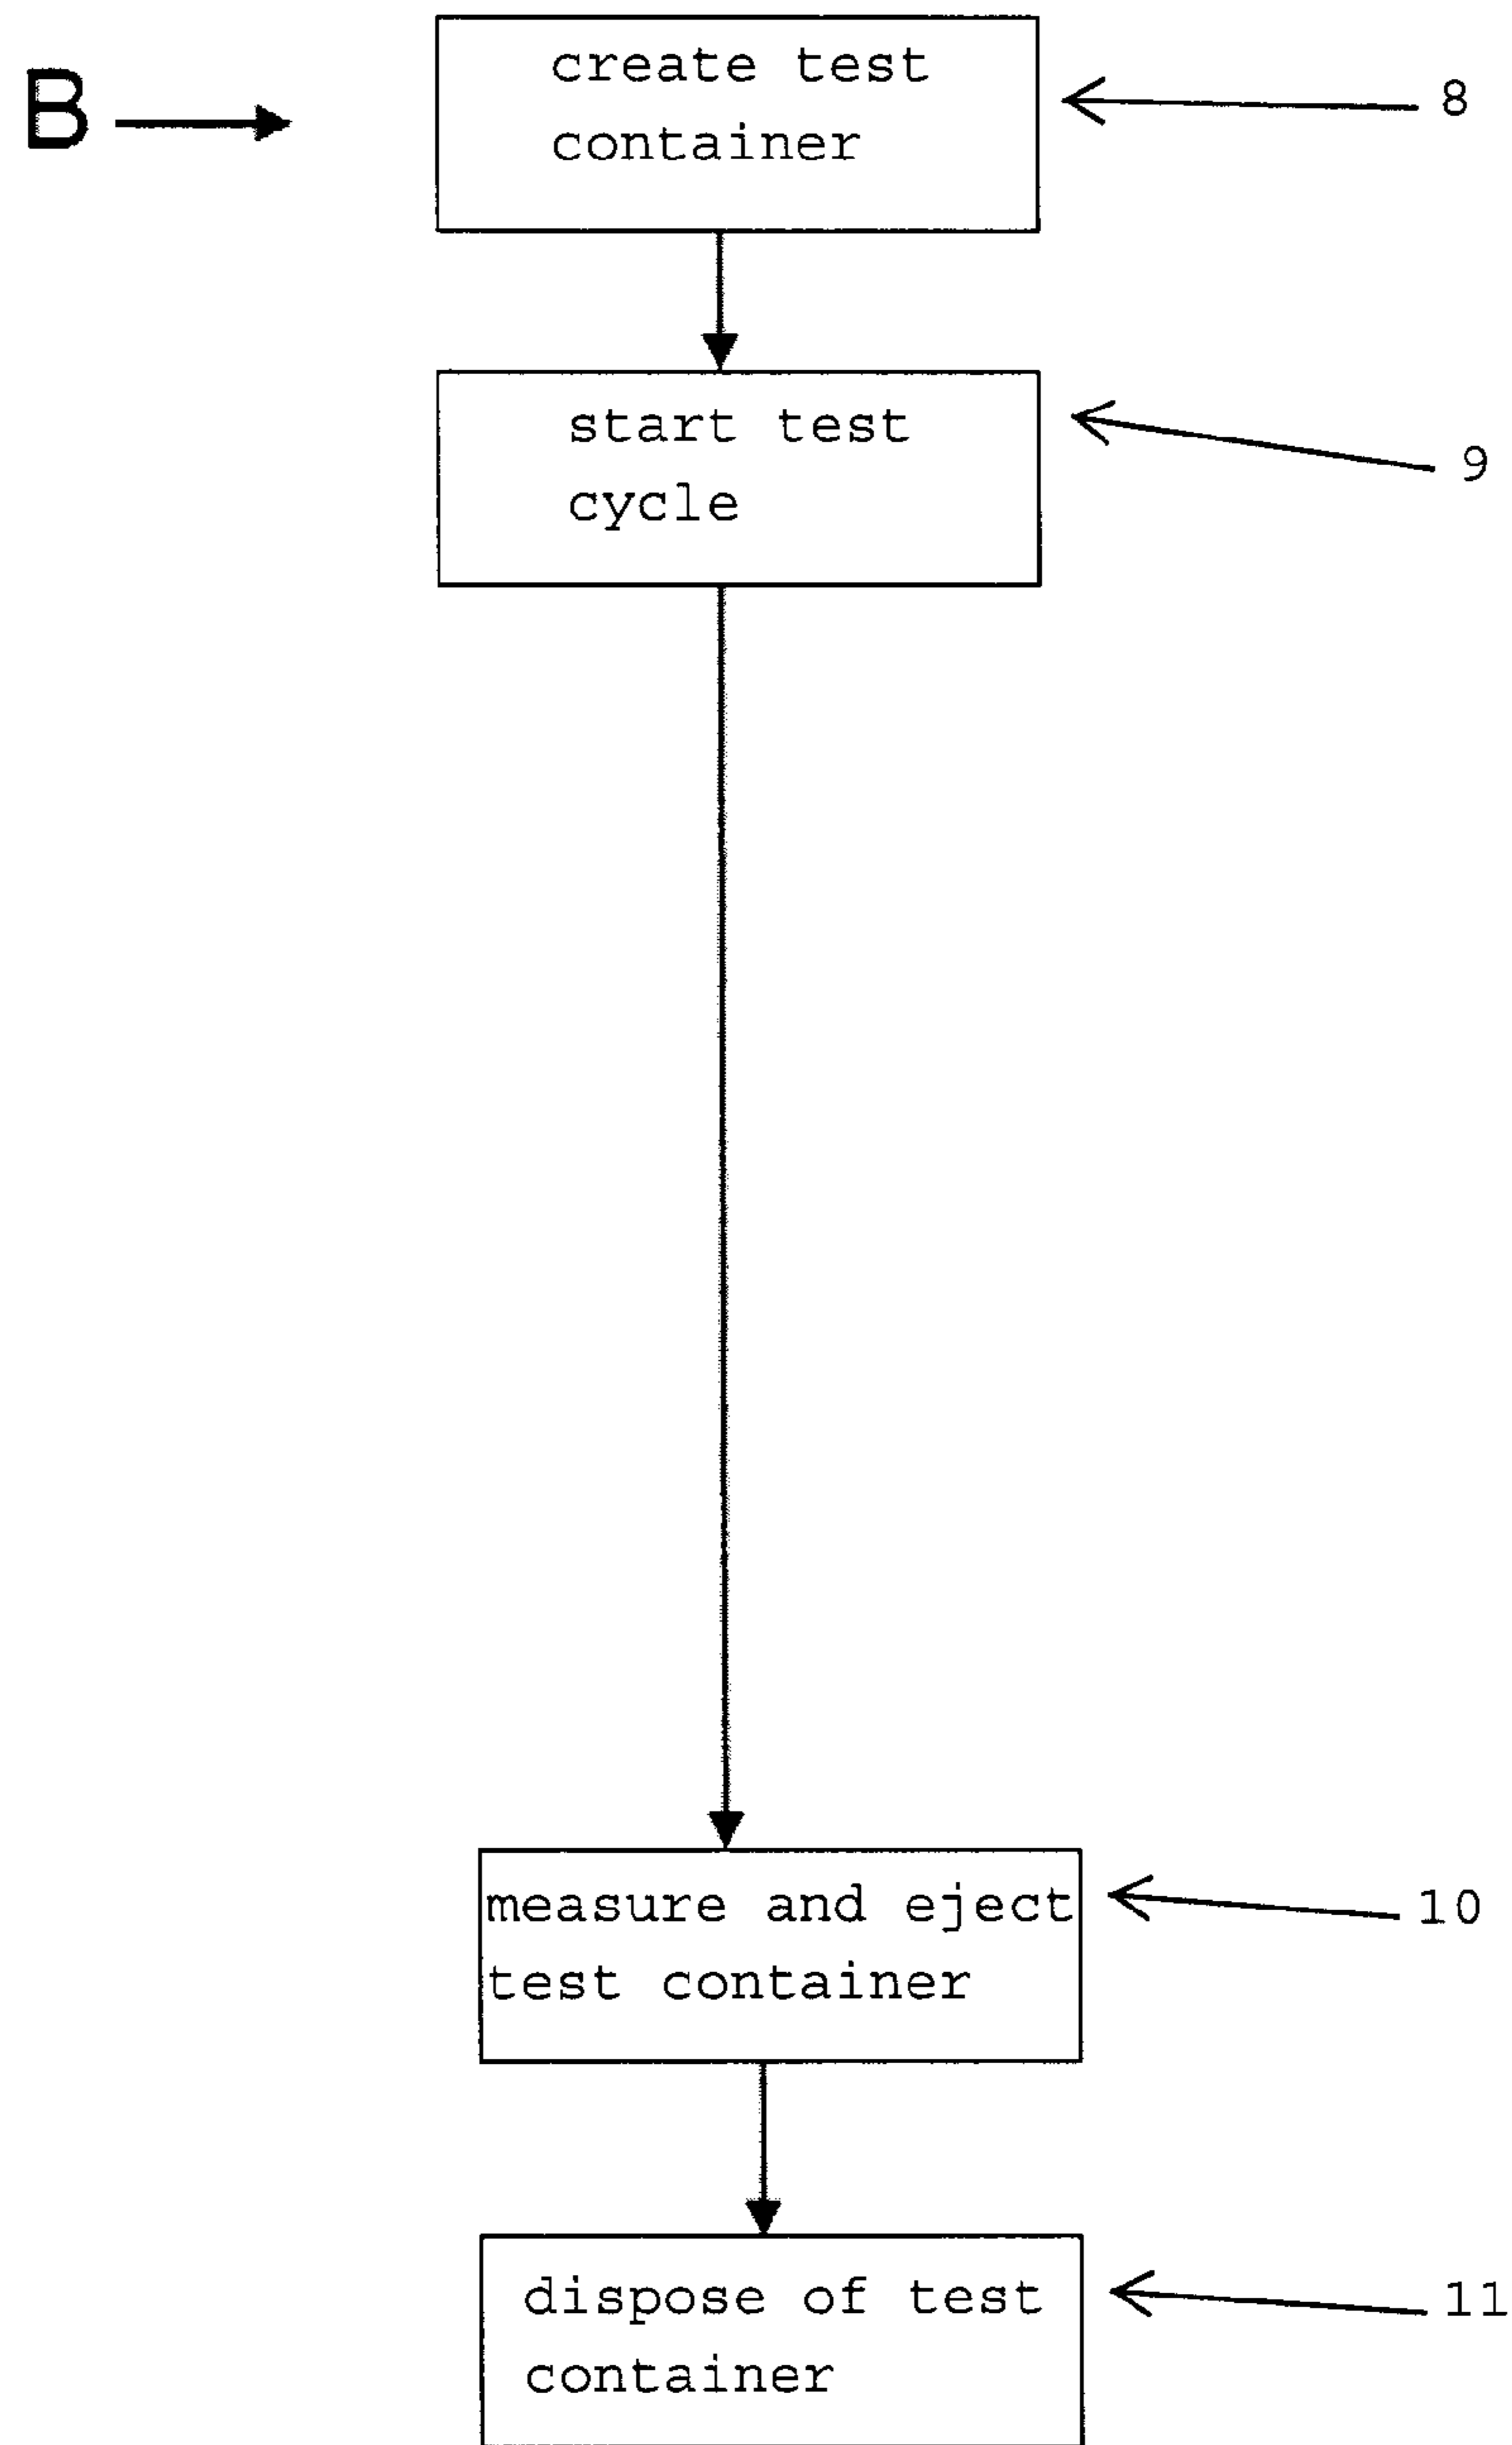 B
create test
container
8
start test
cycle
9
measure and eject
test container
10
dispose of test
container
11